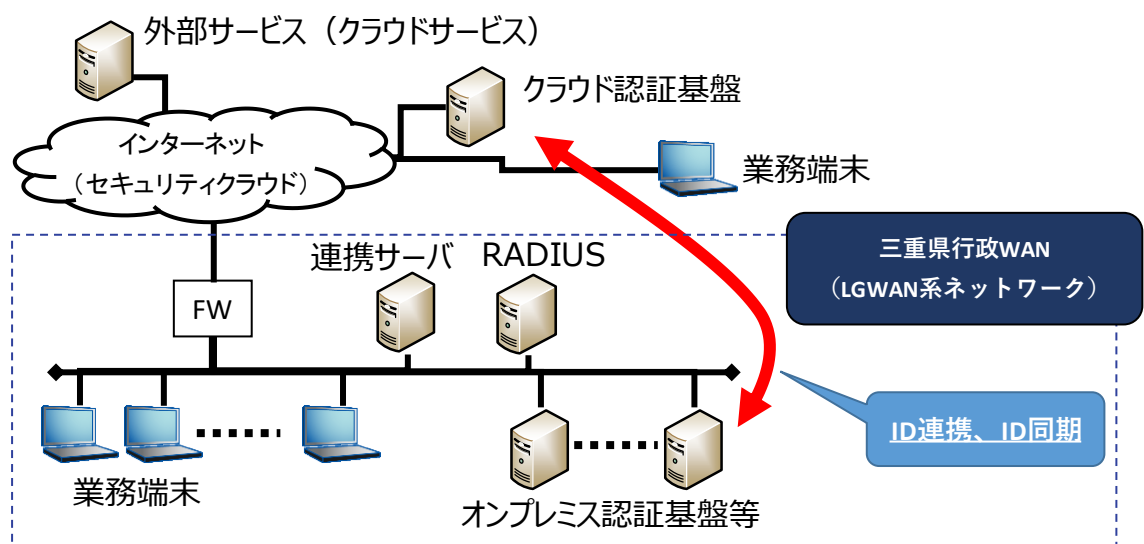 外部サービス（クラウドサービス）
クラウド認証基盤
インターネット
（セキュリティクラウド）
業務端末
三重県行政WAN
（LGWAN系ネットワーク）
連携サーバ
RADIUS
FW
ID連携、ID同期
業務端末
オンプレミス認証基盤等